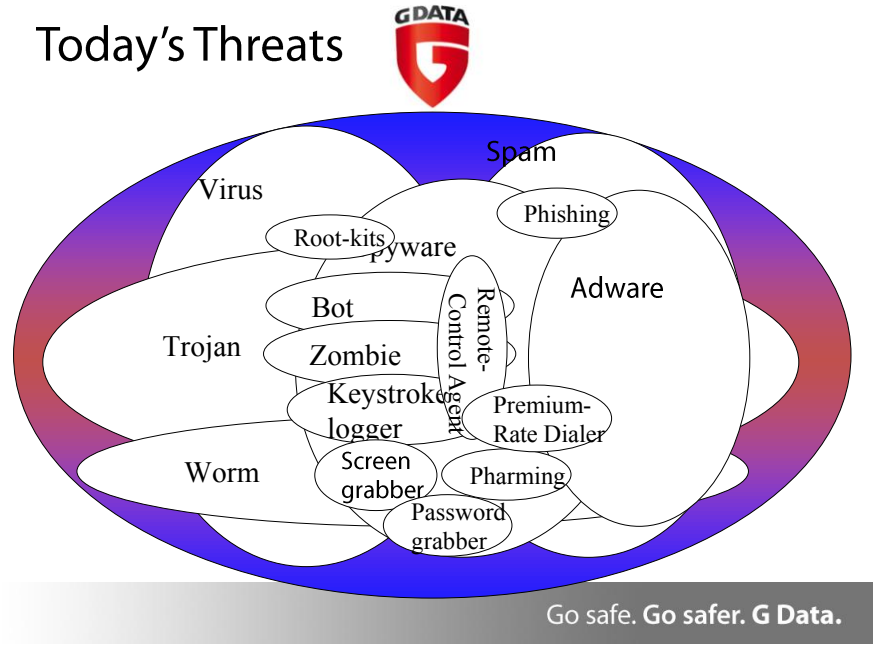 Today's Threats
G DATA
Spam
Virus
Phishing
Root-kits
pyware
Adware
Bot
Remote-
Control Agent
Trojan
Zombie
Keystroke
logger
Premium-
Rate Dialer
Worm
Screen
grabber
Pharming
Password
grabber
Go safe. Go safer. G Data.